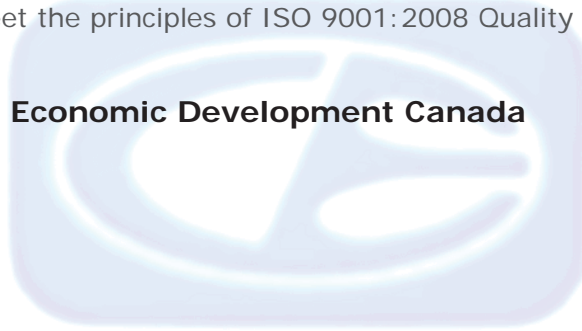 et the principles of ISO 9001:2008 Quality
Economic Development Canada